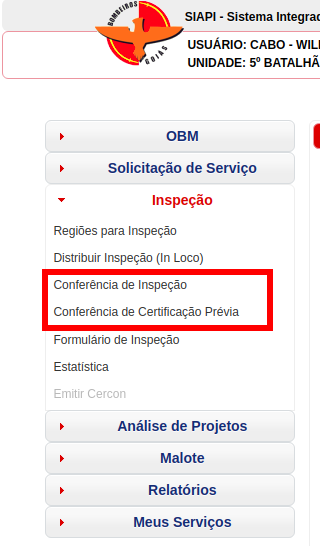 BOMBEIROS
GOIÁS
SIAPI - Sistema Integrad
USUÁRIO: CABO - WIL
UNIDADE: 5º BATALHÃ
OBM
Solicitação de Serviço
Inspeção
Regiões para Inspeção
Distribuir Inspeção (In Loco)
Conferência de Inspeção
Conferência de Certificação Prévia
Formulário de Inspeção
Estatística
Emitir Cercon
Análise de Projetos
Malote
Relatórios
Meus Serviços